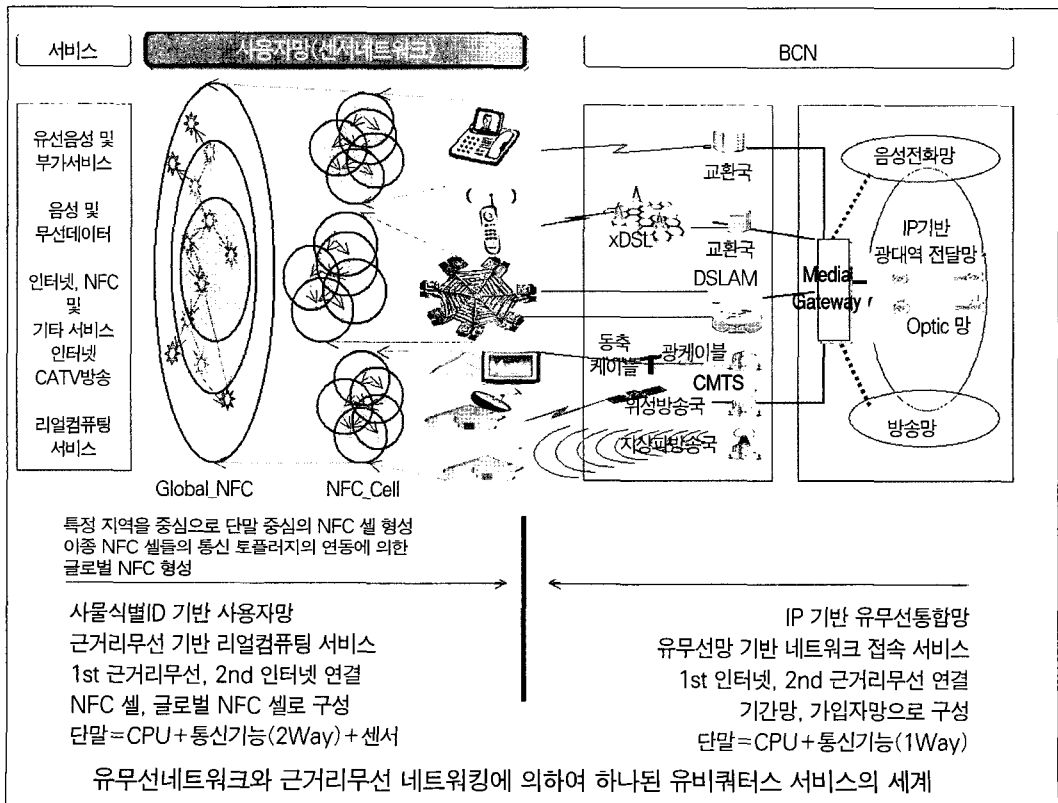 서비스
사용자망(센서네트워크)
BCN
유선음성 및
부가서비스
음성 및
무선데이터
인터넷, NFC
및
기타 서비스
인터넷
CATV방송
리얼컴퓨팅
서비스
Global_NFC
NFC_Cell
교환국
xDSL
교환국
DSLAM
동축
케이블
광케이블
CMTS
위성방송국
지상파방송국
Media
Gateway
음성전화망
IP기반
광대역 전달망
Optic 망
방송망
특정 지역을 중심으로 단말 중심의 NFC 셀 형성
이종 NFC 셀들의 통신 토플러지의 연동에 의한
글로벌 NFC 형성
사물식별ID 기반 사용자망
근거리무선 기반 리얼컴퓨팅 서비스
1st 근거리무선, 2nd 인터넷 연결
NFC 셀, 글로벌 NFC 셀로 구성
단말=CPU+통신기능(2Way)+센서
IP 기반 유무선통합망
유무선망 기반 네트워크 접속 서비스
1st 인터넷, 2nd 근거리무선 연결
기간망, 가입자망으로 구성
단말=CPU+통신기능(1Way)
유무선네트워크와 근거리무선 네트워킹에 의하여 하나된 유비쿼터스 서비스의 세계